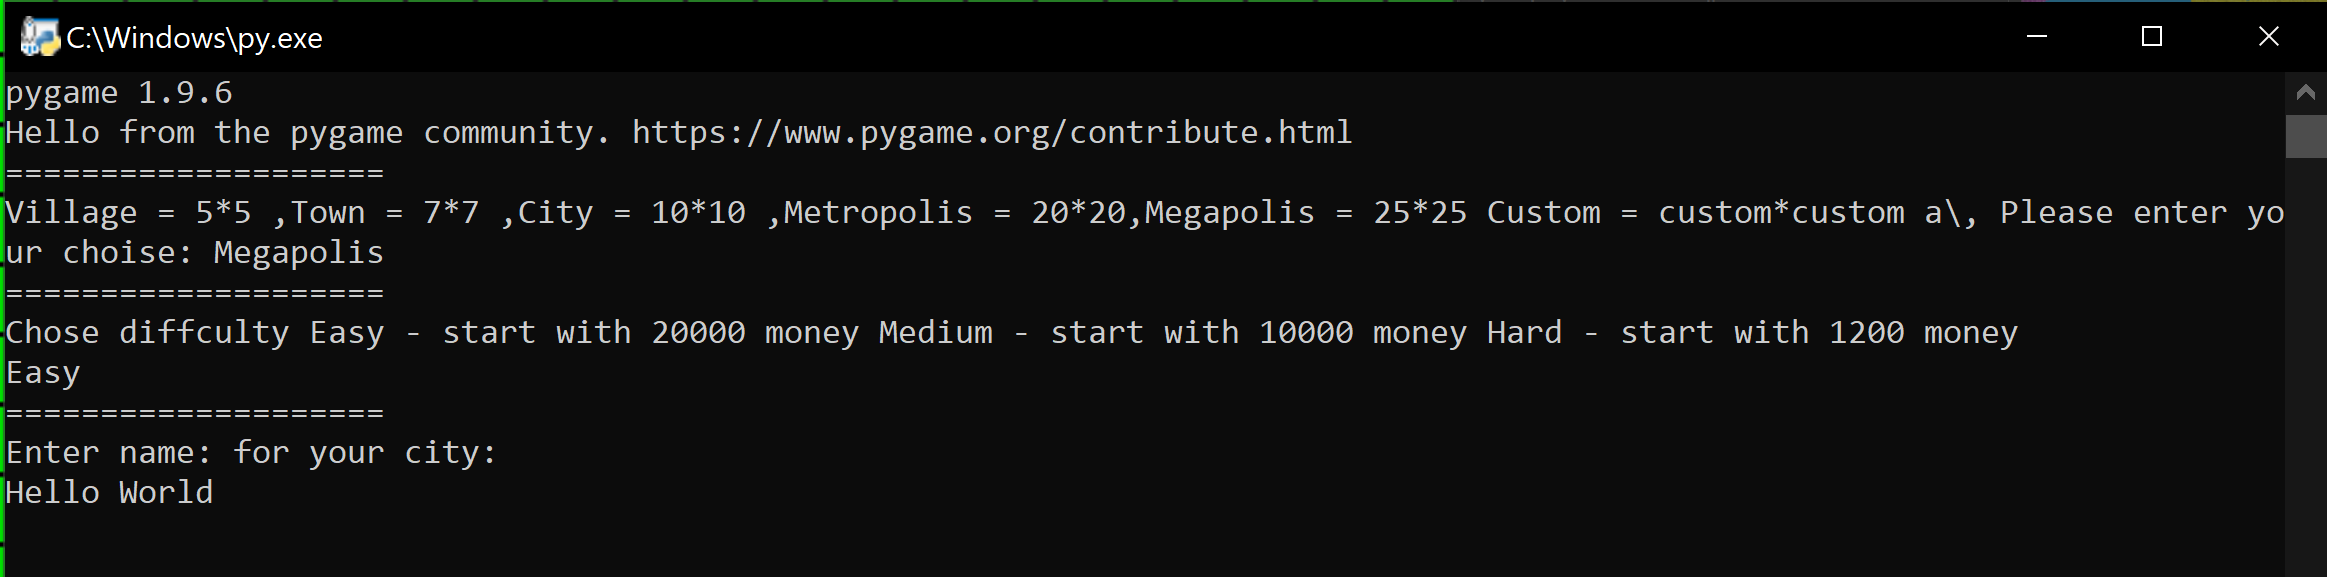 C:\Windows\py.exe
pygame 1.9.6
Hello from the pygame community. https://www.pygame.org/contribute.html
====================
Village = 5*5 ,Town = 7*7 ,City = 10*10 ,Metropolis = 20*20,Megapolis = 25*25 Custom = custom*custom a\, Please enter yo
ur choise: Megapolis
====================
Chose diffculty Easy - start with 20000 money Medium - start with 10000 money Hard - start with 1200 money
Easy
====================
Enter name: for your city:
Hello World